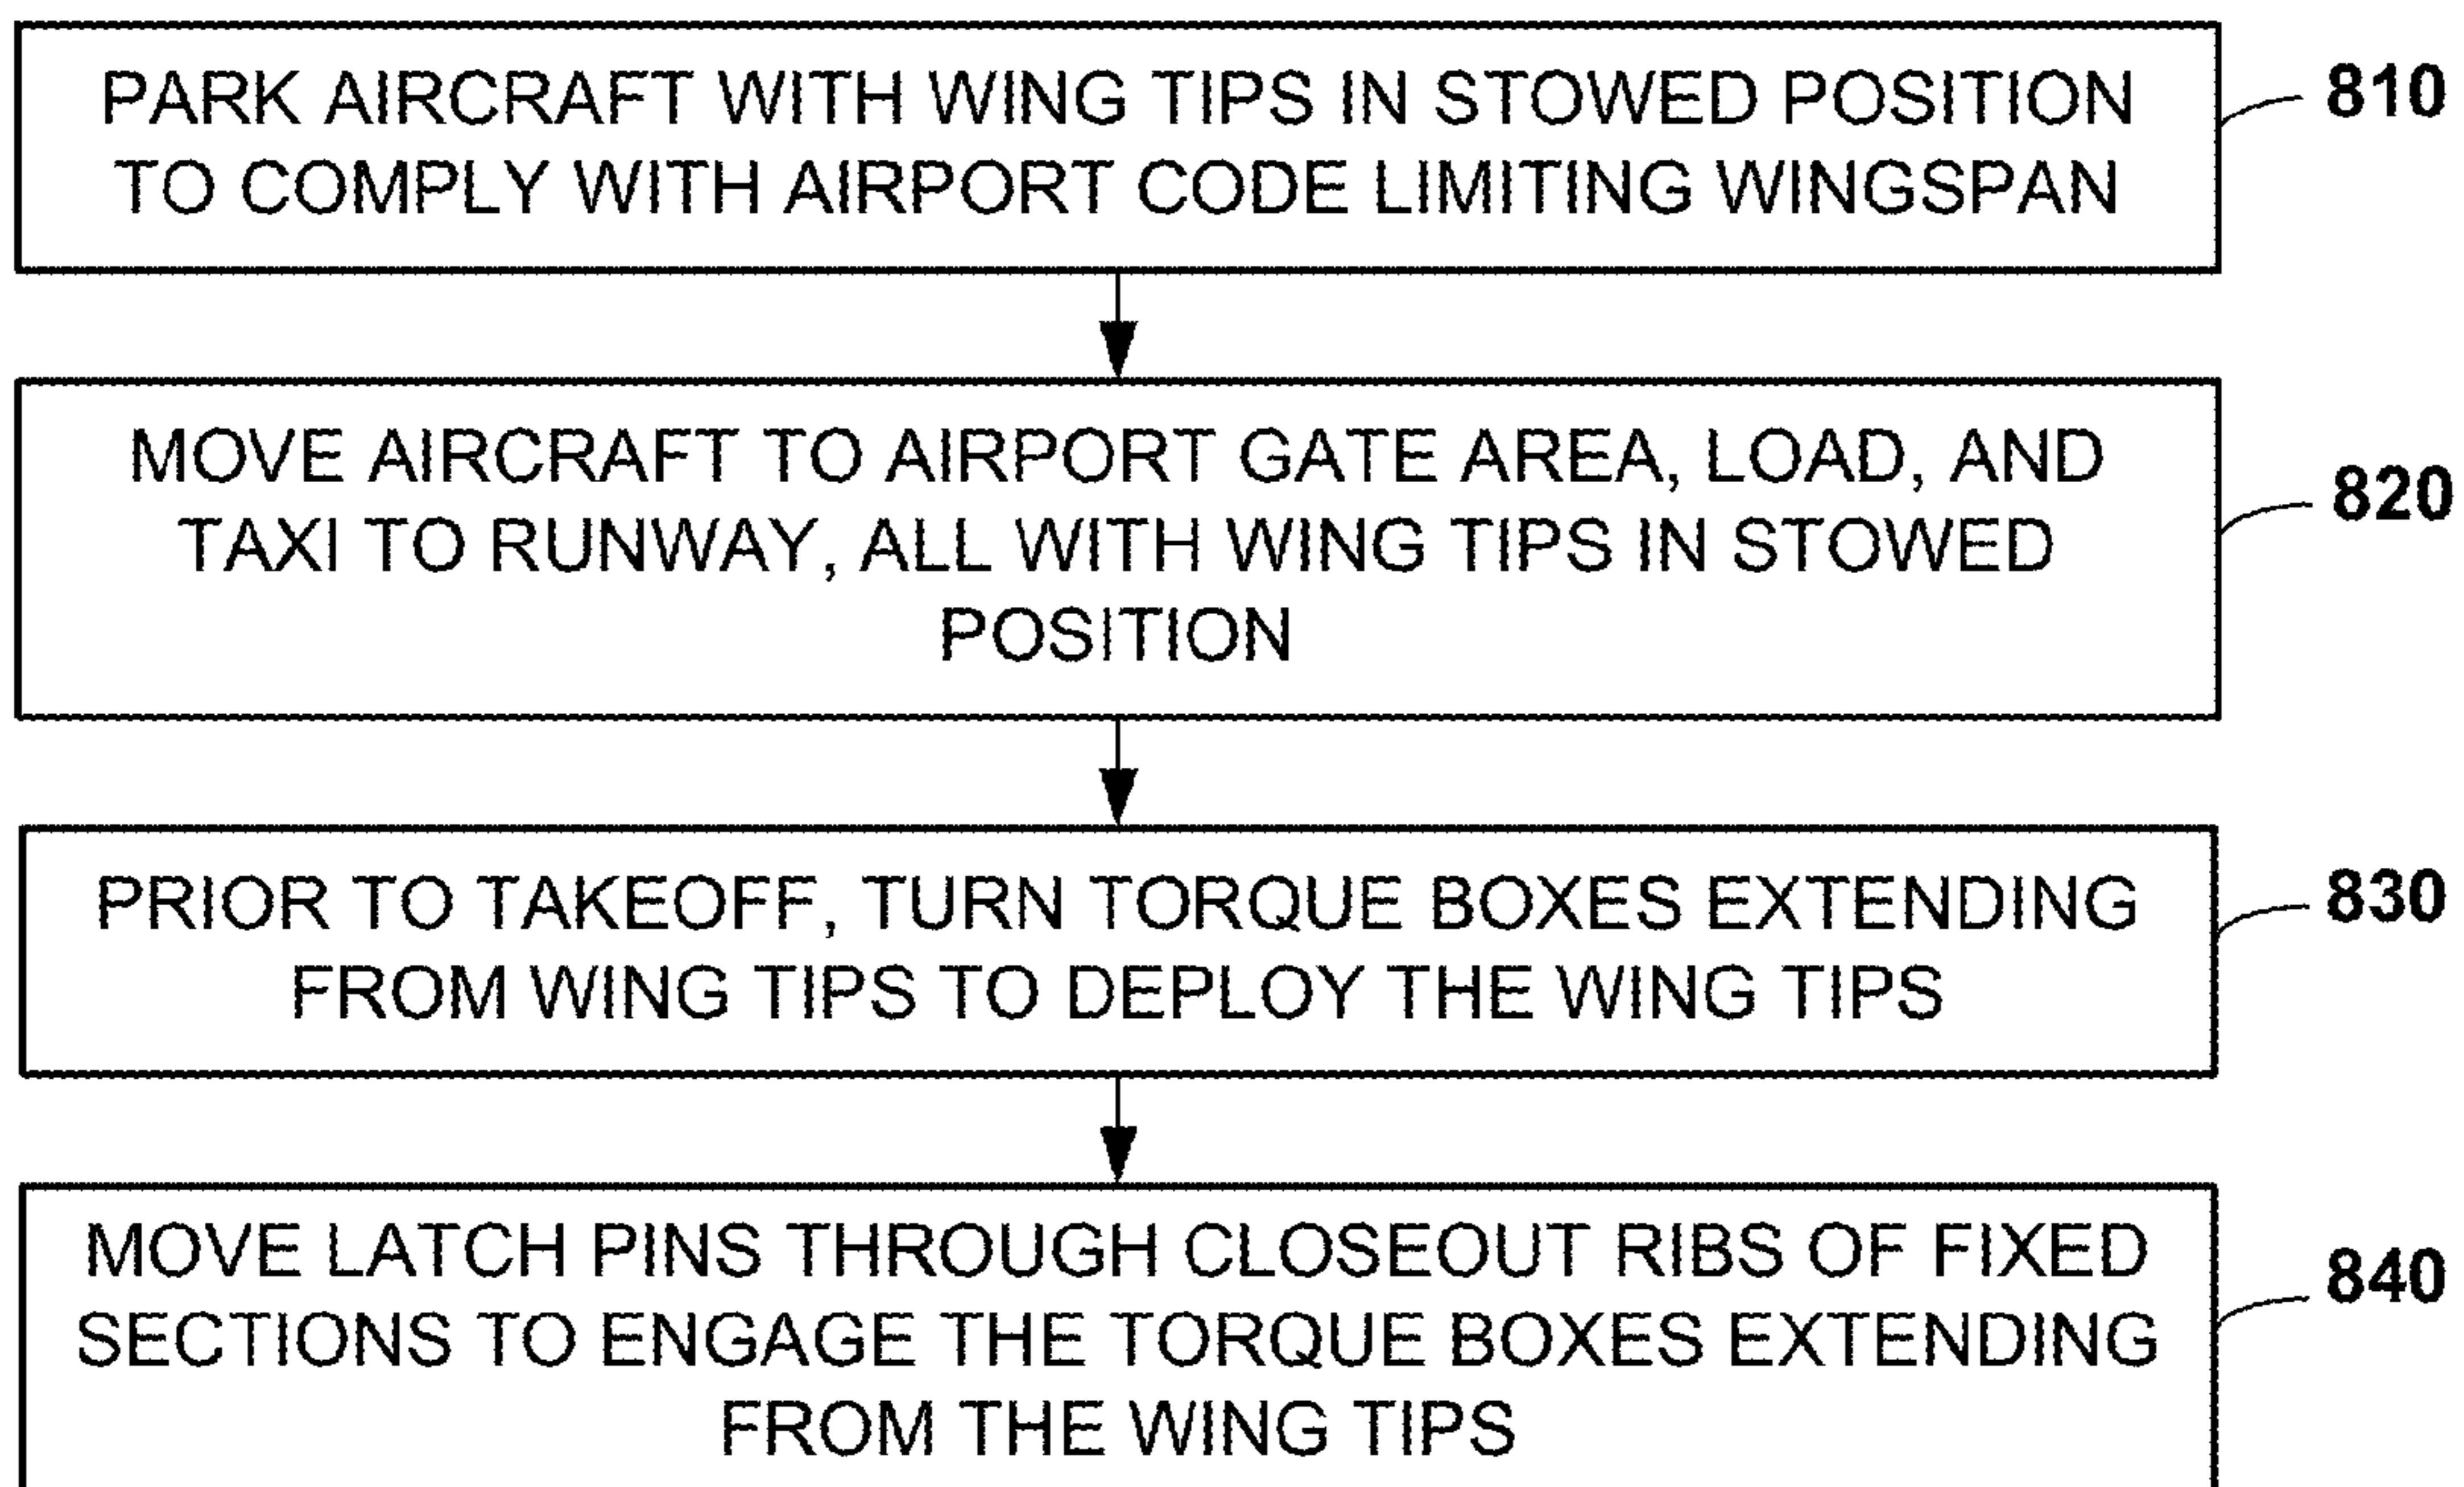 PARK AIRCRAFT WITH WING TIPS IN STOWED POSITION
TO COMPLY WITH AIRPORT CODE LIMITING WINGSPAN
810
MOVE AIRCRAFT TO AIRPORT GATE AREA, LOAD, AND
TAXI TO RUNWAY, ALL WITH WING TIPS IN STOWED
POSITION
820
PRIOR TO TAKEOFF, TURN TORQUE BOXES EXTENDING
FROM WING TIPS TO DEPLOY THE WING TIPS
830
MOVE LATCH PINS THROUGH CLOSEOUT RIBS OF FIXED
SECTIONS TO ENGAGE THE TORQUE BOXES EXTENDING
FROM THE WING TIPS
840